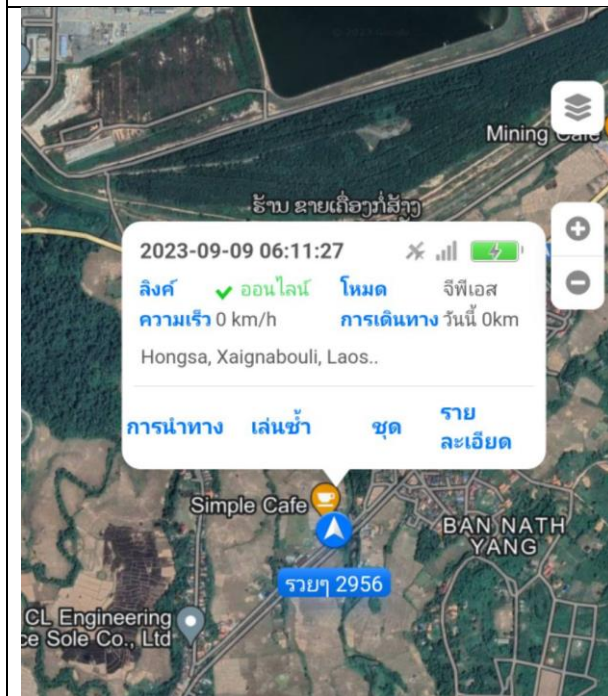 Mining Cafe
ຮ້ານ ຂາຍເຄື່ອງກໍ່ສ້າງ
2023-09-09 06:11:27
ลิงค์ ออนไลน์ โหมด จีพีเอส
ความเร็ว 0 km/h การเดินทาง วันนี้ 0km
Hongsa, Xaignabouli, Laos..
การนำทาง เล่นซ้ำ ชุด ราย
ละเอียด
Simple Cafe
BAN NATH
YANG
รวยๆ 2956
CL Engineering
ce Sole Co., Ltd